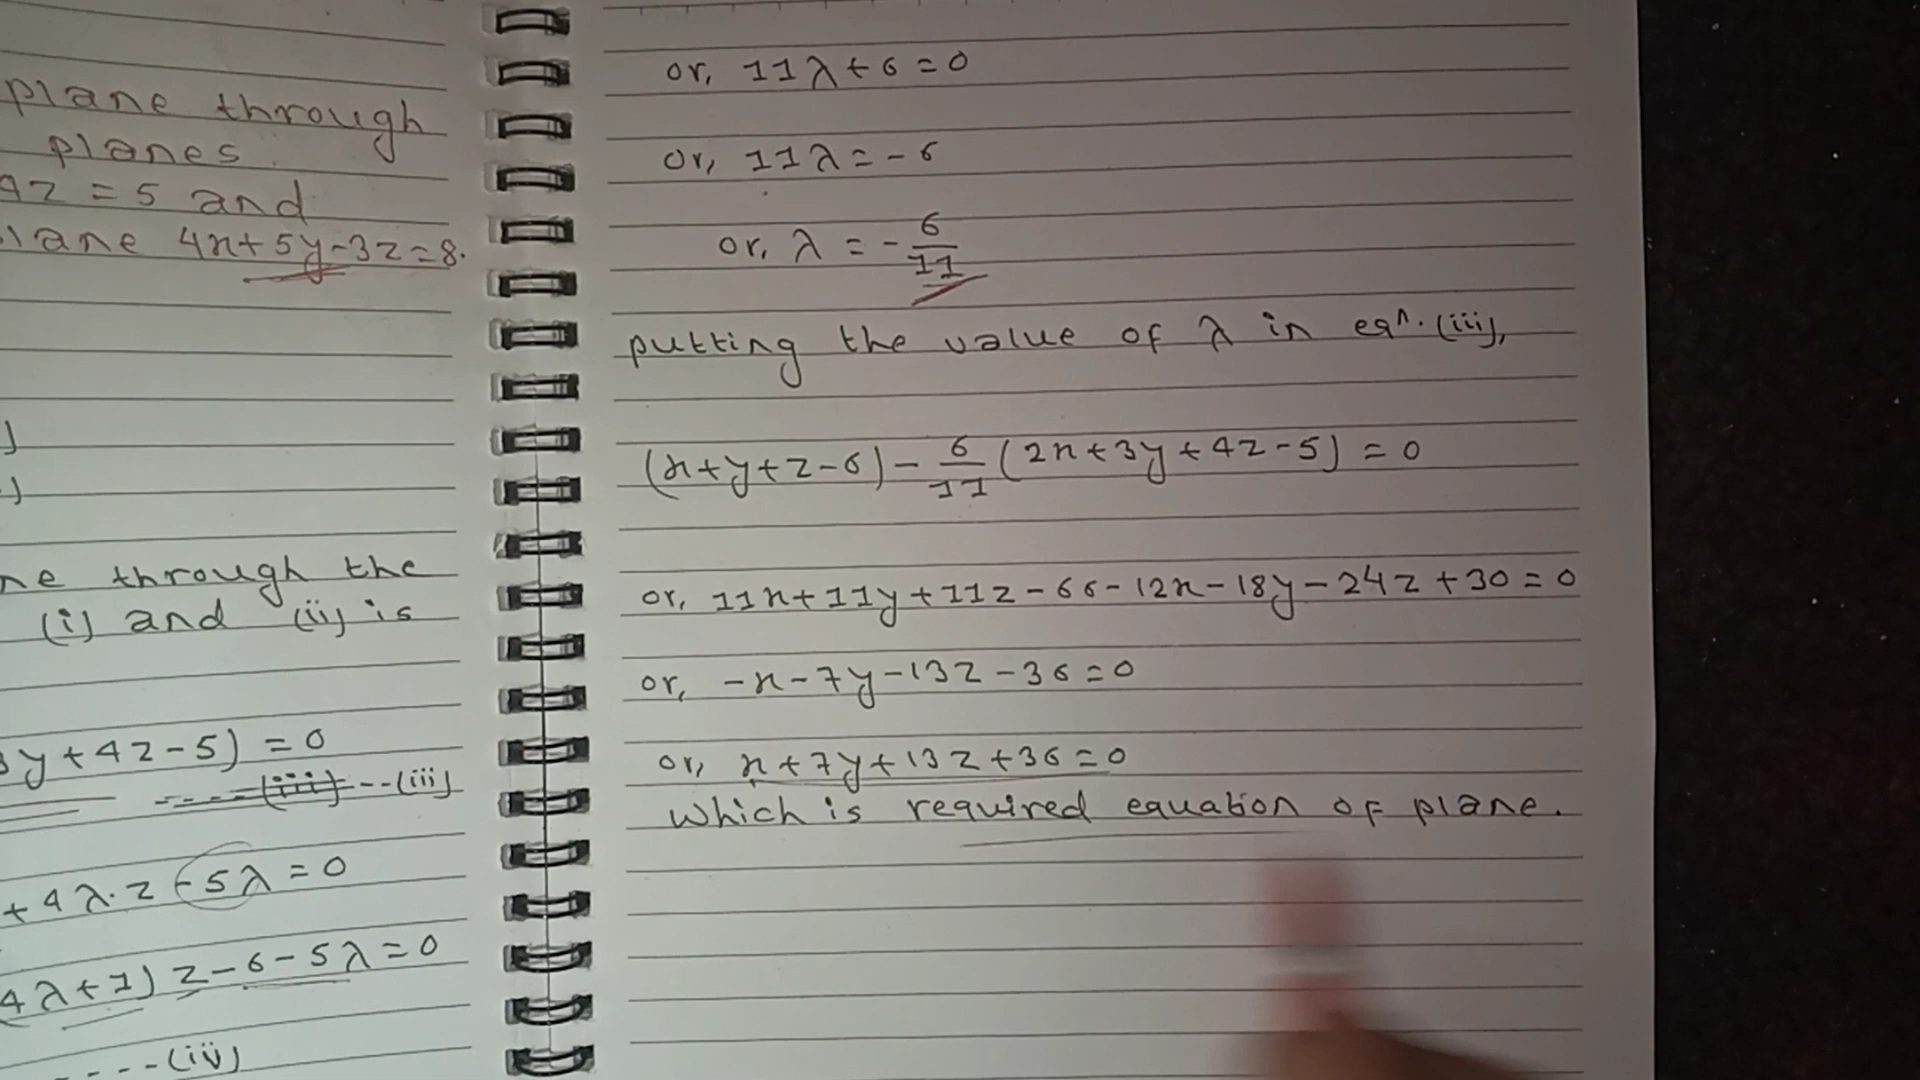 plane through
planes
4z = 5 and
plane 4x+5y-3z=8.
ne through the
(i) and (ii) is
3y+4z-5) = 0
----(iii)---(iii)
+ 4λ.z -5λ = 0
4λ+1) z-6-5λ=0
----(iv)
or, 11λ+6=0
or, 11λ=-6
or, λ = -6/11
putting the value of λ in eqn. (iii),
(x+y+z-6) - 6/11 (2x+3y+4z-5) = 0
or, 11x+11y+11z-66-12x-18y-24z+30=0
or, -x-7y-13z-36=0
or, x+7y+13z+36=0
which is required equation of plane.